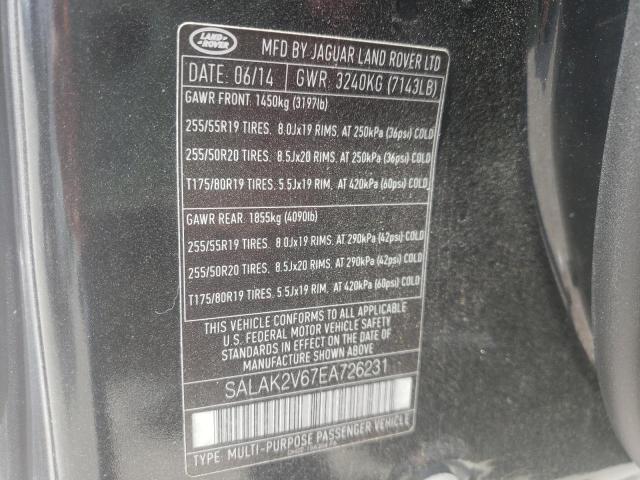 LAND
ROVER
MFD BY JAGUAR LAND ROVER LTD
DATE: 06/14 GWR: 3240KG (7143LB)
GAWR FRONT: 1450kg (3197lb)
255/55R19 TIRES. 8.0Jx19 RIMS. AT 250kPa (36psi) COLD
255/50R20 TIRES. 8.5Jx20 RIMS. AT 250kPa (36psi) COLD
T175/80R19 TIRES. 5.5Jx19 RIM. AT 420kPa (60psi) COLD
GAWR REAR: 1855kg (4090lb)
255/55R19 TIRES. 8.0Jx19 RIMS. AT 290kPa (42psi) COLD
255/50R20 TIRES. 8.5Jx20 RIMS. AT 290kPa (42psi) COLD
T175/80R19 TIRES. 5.5Jx19 RIM. AT 420kPa (60psi) COLD
THIS VEHICLE CONFORMS TO ALL APPLICABLE
U.S. FEDERAL MOTOR VEHICLE SAFETY
STANDARDS IN EFFECT ON THE DATE OF
MANUFACTURE SHOWN ABOVE.
SALAK2V67EA726231
TYPE: MULTI-PURPOSE PASSENGER VEHICLE